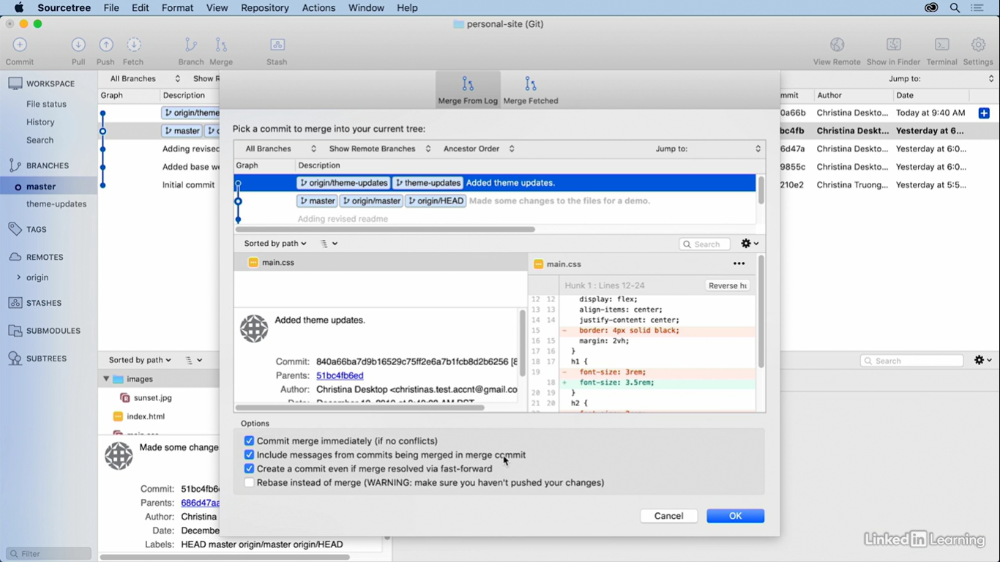 Sourcetree File Edit Format View Repository Actions Window Help
personal-site (Git)
Commit Pull Push Fetch Branch Merge Stash View Remote Show in Finder Terminal Settings
WORKSPACE
File status
History
Search
BRANCHES
master
theme-updates
TAGS
REMOTES
origin
STASHES
SUBMODULES
SUBTREES
Filter
All Branches Show R
Graph Description
origin/theme
master
Adding revised
Added base we
Initial commit
Jump to:
mmit Author Date
0a66b Christina Deskto... Today at 9:40 AM
bc4fb Christina Deskt... Yesterday at 6...
6d47a Christina Deskto... Yesterday at 6:0...
9855c Christina Deskto... Yesterday at 6:0...
210e2 Christina Truong... Yesterday at 5:5...
Merge From Log Merge Fetched
Pick a commit to merge into your current tree:
All Branches Show Remote Branches Ancestor Order Jump to:
Graph Description
origin/theme-updates theme-updates Added theme updates.
master origin/master origin/HEAD Made some changes to the files for a demo.
Adding revised readme
Sorted by path Search
main.css
Added theme updates.
Commit: 840a66ba7d9b16529c75ff2e6a7b1fcb8d2b6256 [8
Parents: 51bc4fb6ed
Author: Christina Desktop <christinas.test.accnt@gmail.co
main.css •••
Hunk 1 : Lines 12-24 Reverse hu
12 12 display: flex;
13 13 align-items: center;
14 14 justify-content: center;
15 - border: 4px solid black;
16 15 margin: 2vh;
17 16 }
18 17 h1 {
19 - font-size: 3rem;
18 + font-size: 3.5rem;
20 19 }
21 20 h2 {
Options
Commit merge immediately (if no conflicts)
Include messages from commits being merged in merge commit
Create a commit even if merge resolved via fast-forward
Rebase instead of merge (WARNING: make sure you haven't pushed your changes)
Cancel OK
Sorted by path Search
images
sunset.jpg
index.html
main.css
Made some change
Commit: 51bc4fb6
Parents: 686d47aa
Author: Christina
Date: Decembe
Labels: HEAD master origin/master origin/HEAD
Linked in Learning